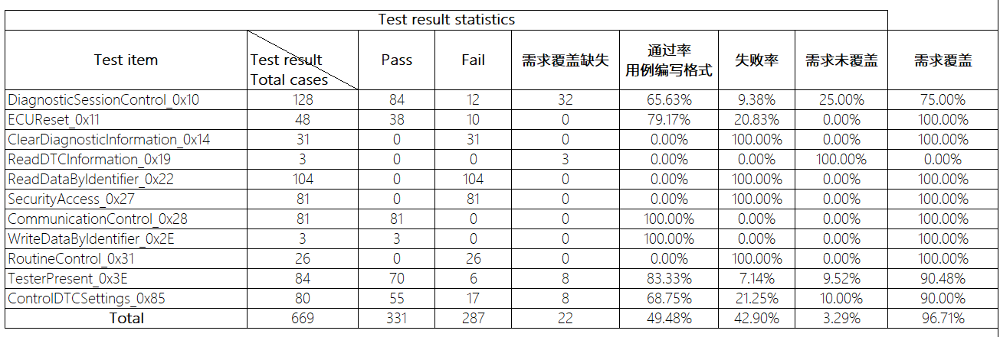 Test result statistics
Test item Test result Total cases Pass Fail 需求覆盖缺失 通过率 用例编写格式 失败率 需求未覆盖 需求覆盖
DiagnosticSessionControl_0x10 128 84 12 32 65.63% 9.38% 25.00% 75.00%
ECUReset_0x11 48 38 10 0 79.17% 20.83% 0.00% 100.00%
ClearDiagnosticInformation_0x14 31 0 31 0 0.00% 100.00% 0.00% 100.00%
ReadDTCInformation_0x19 3 0 0 3 0.00% 0.00% 100.00% 0.00%
ReadDataByIdentifier_0x22 104 0 104 0 0.00% 100.00% 0.00% 100.00%
SecurityAccess_0x27 81 0 81 0 0.00% 100.00% 0.00% 100.00%
CommunicationControl_0x28 81 81 0 0 100.00% 0.00% 0.00% 100.00%
WriteDataByIdentifier_0x2E 3 3 0 0 100.00% 0.00% 0.00% 100.00%
RoutineControl_0x31 26 0 26 0 0.00% 100.00% 0.00% 100.00%
TesterPresent_0x3E 84 70 6 8 83.33% 7.14% 9.52% 90.48%
ControlDTCSettings_0x85 80 55 17 8 68.75% 21.25% 10.00% 90.00%
Total 669 331 287 22 49.48% 42.90% 3.29% 96.71%